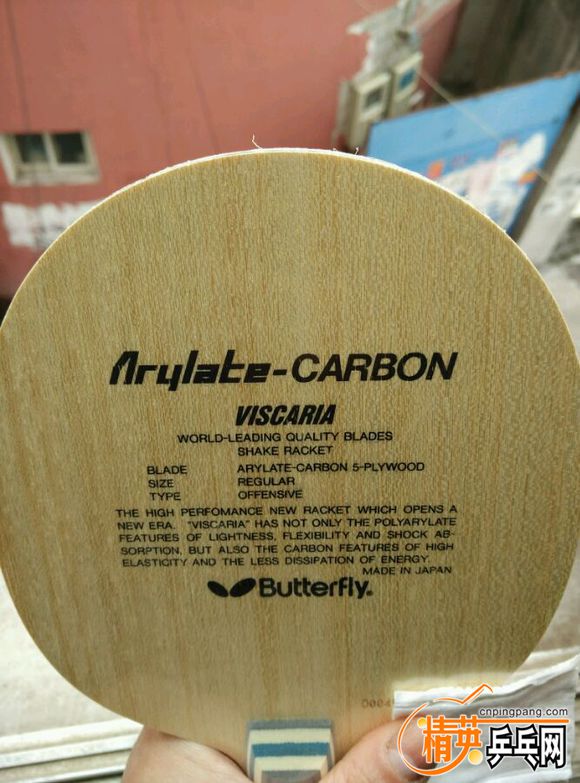 Arylate-CARBON
VISCARIA
WORLD-LEADING QUALITY BLADES
SHAKE RACKET
BLADE ARYLATE-CARBON 5-PLYWOOD
SIZE REGULAR
TYPE OFFENSIVE
THE HIGH PERFOMANCE NEW RACKET WHICH OPENS A
NEW ERA. "VISCARIA" HAS NOT ONLY THE POLYARYLATE
FEATURES OF LIGHTNESS, FLEXIBILITY AND SHOCK AB-
SORPTION, BUT ALSO THE CARBON FEATURES OF HIGH
ELASTICITY AND THE LESS DISSIPATION OF ENERGY.
MADE IN JAPAN
Butterfly®
cnpingpang.com
精英乒乓网